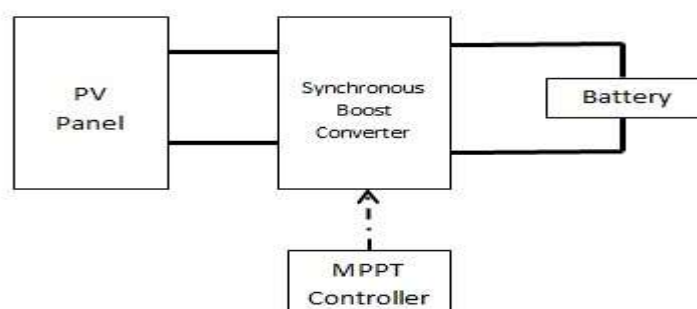 PV
Panel
Synchronous
Boost
Converter
Battery
MPPT
Controller